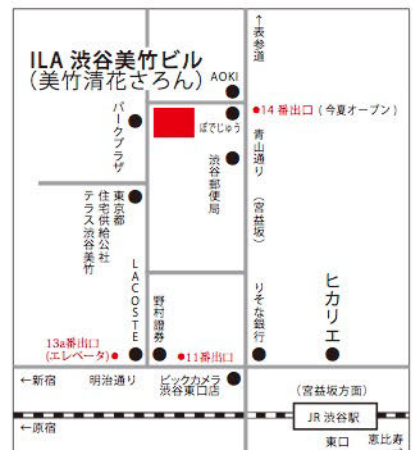 ILA 渋谷美竹ビル
(美竹清花さろん)
AOKI
↑表参道
パークプラザ
ぽでじゅう
●14 番出口 ( 今夏オープン )
渋谷郵便局
青山通り (宮益坂)
東京都
住宅供給公社
テラス渋谷美竹
LACOSTE
野村證券
りそな銀行
ヒカリエ
13a番出口
(エレベータ)●
●11番出口
←新宿
明治通り
ビックカメラ
渋谷東口店
(宮益坂方面)
JR 渋谷駅
←原宿
東口
恵比寿